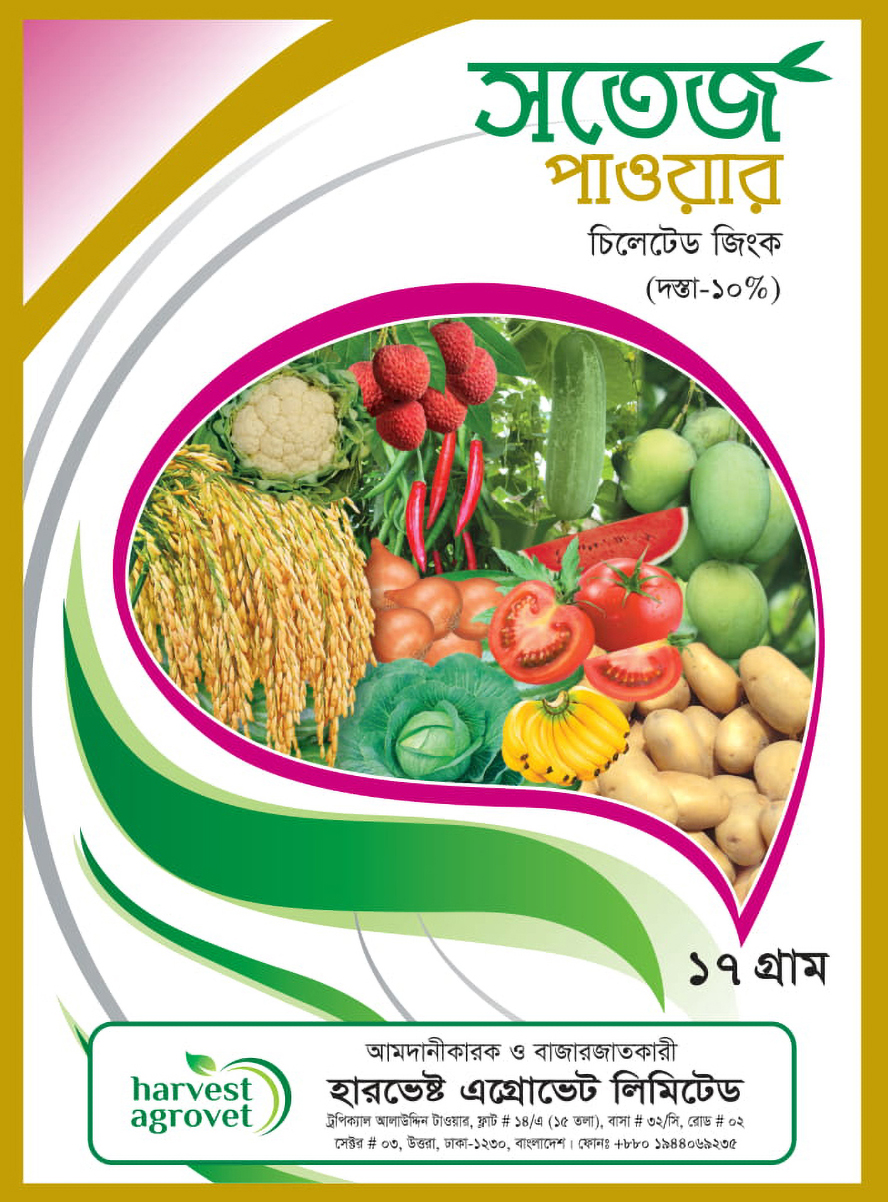 সতেজ
পাওয়ার
চিলেটেড জিংক
(দস্তা-১০%)
১৭ গ্রাম
harvest
agrovet
আমদানীকারক ও বাজারজাতকারী
হারভেষ্ট এগ্রোভেট লিমিটেড
ট্রপিক্যাল আলাউদ্দিন টাওয়ার, ফ্লাট # ১৪/এ (১৫ তলা), বাসা # ৩২/সি, রোড # ০২
সেক্টর # ০৩, উত্তরা, ঢাকা-১২৩০, বাংলাদেশ। ফোনঃ +৮৮০ ১৯৪৪০৬৯২৩৫